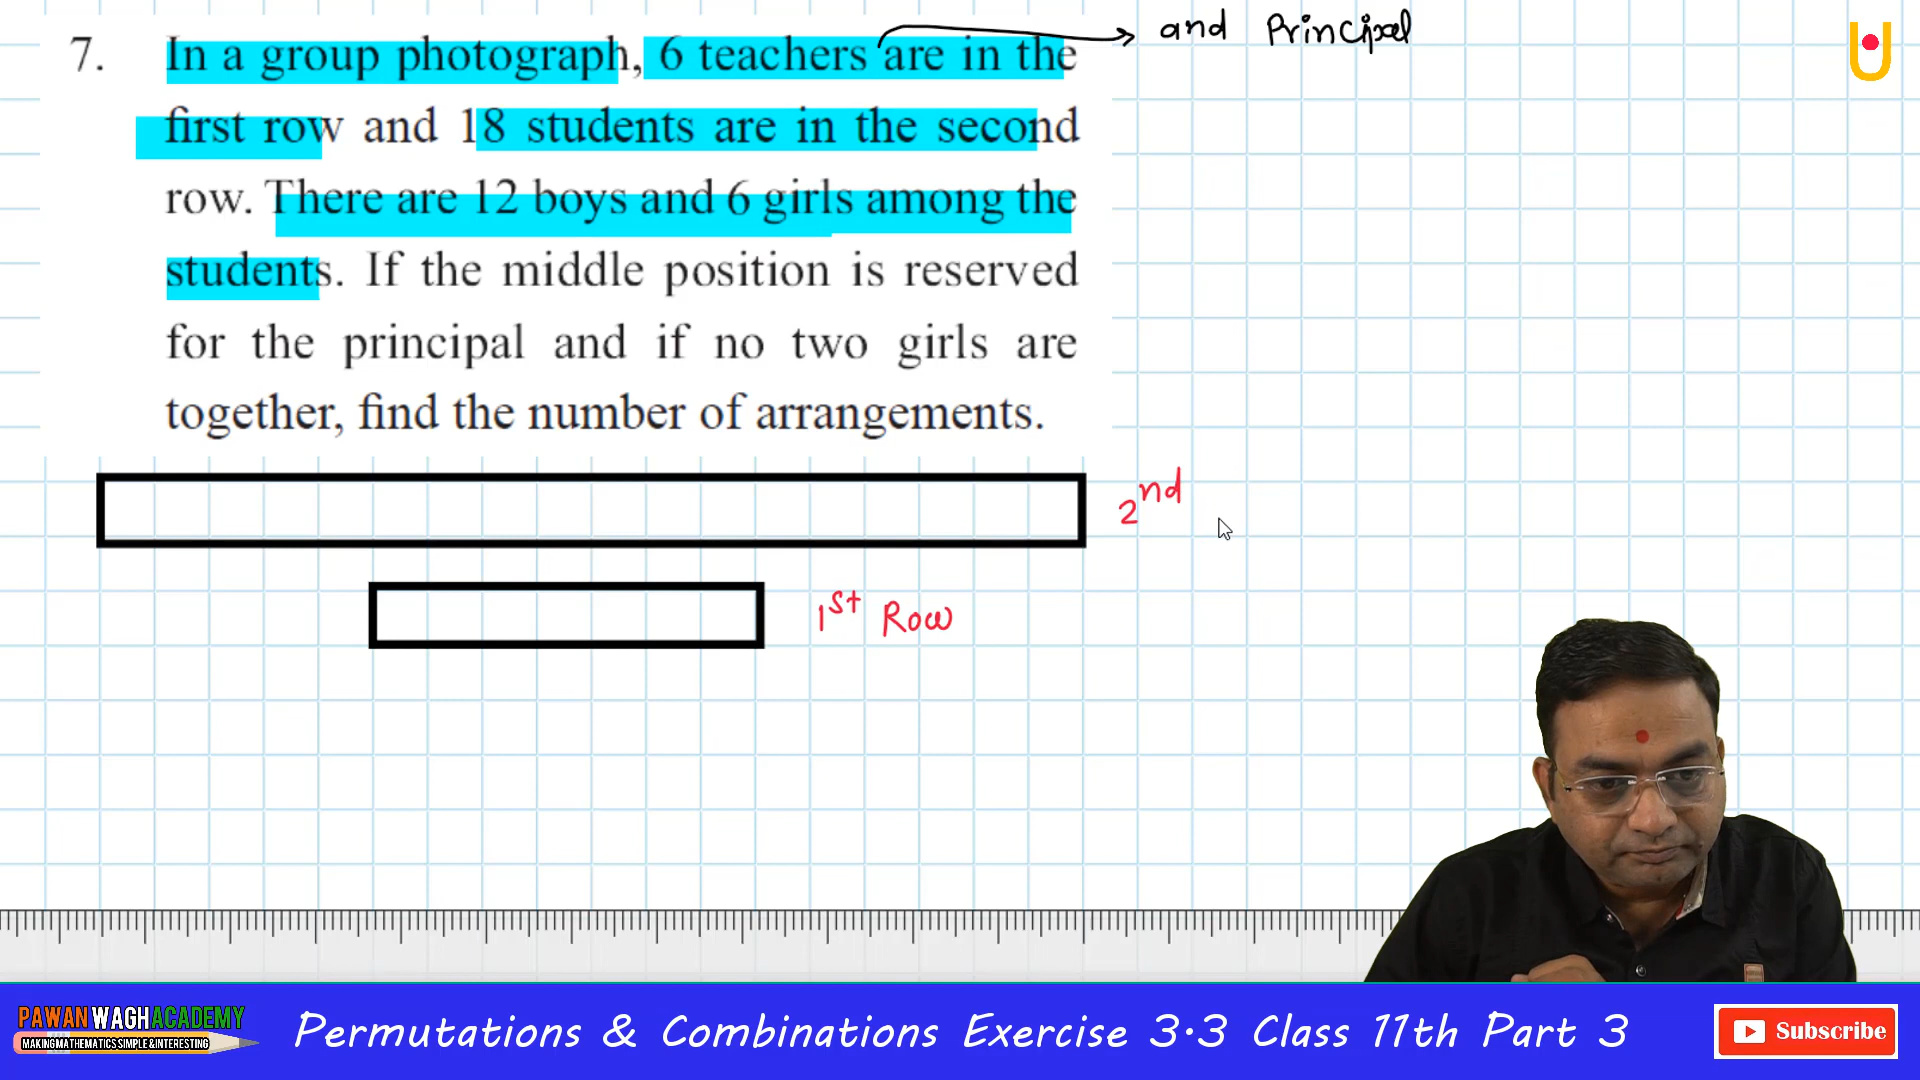 and Principal
7. In a group photograph, 6 teachers are in the
first row and 18 students are in the second
row. There are 12 boys and 6 girls among the
students. If the middle position is reserved
for the principal and if no two girls are
together, find the number of arrangements.
2nd
1st Row
PAWAN WAGH ACADEMY
MAKING MATHEMATICS SIMPLE & INTERESTING
Permutations & Combinations Exercise 3.3 Class 11th Part 3
Subscribe